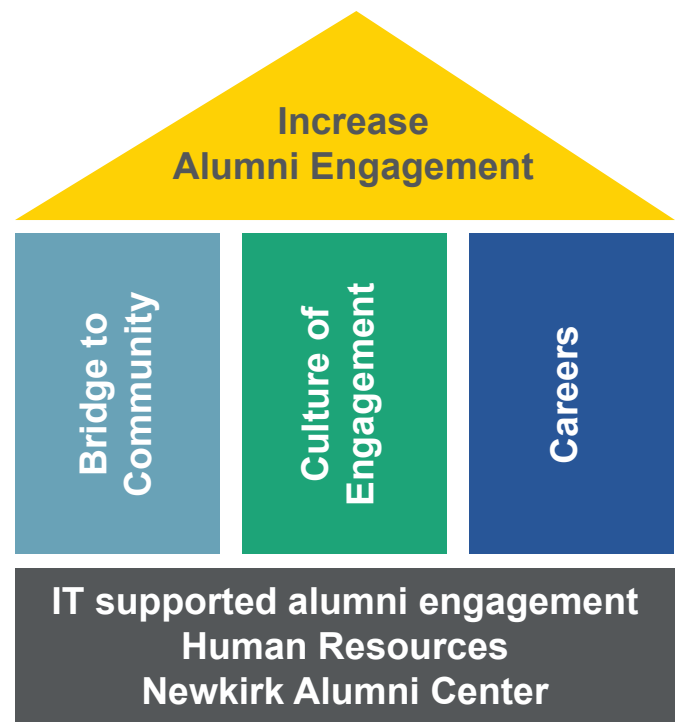 Increase
Alumni Engagement
Bridge to
Community
Culture of
Engagement
Careers
IT supported alumni engagement
Human Resources
Newkirk Alumni Center